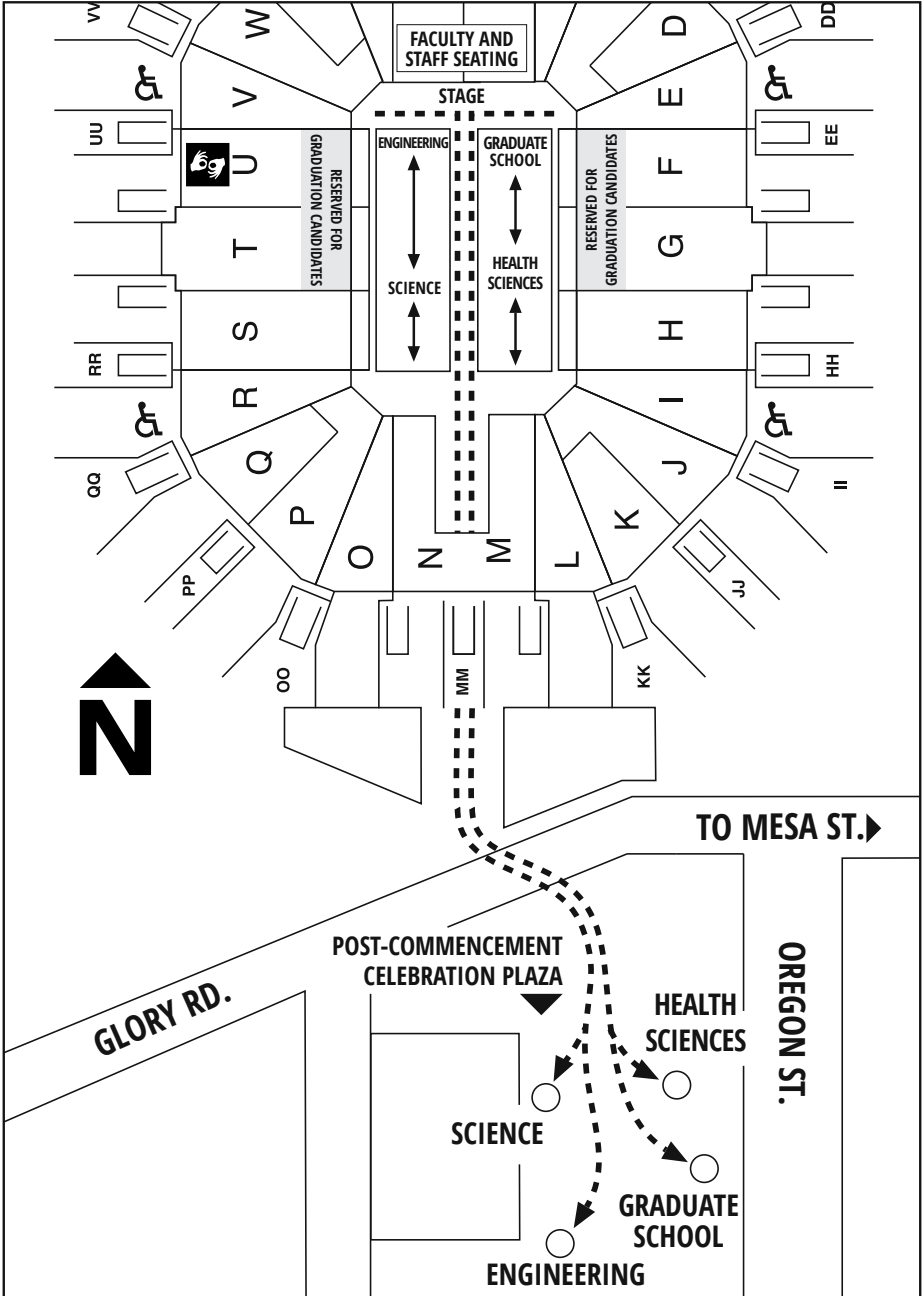 VV
W
FACULTY AND
STAFF SEATING
D
DD
V
STAGE
E
UU
U
RESERVED FOR
GRADUATION CANDIDATES
ENGINEERING
GRADUATE
SCHOOL
RESERVED FOR
GRADUATION CANDIDATES
F
EE
T
SCIENCE
HEALTH
SCIENCES
G
S
H
RR
HH
R
I
QQ
Q
J
II
P
K
PP
O
N
M
L
JJ
OO
MM
KK
N
TO MESA ST.
POST-COMMENCEMENT
CELEBRATION PLAZA
GLORY RD.
HEALTH
SCIENCES
OREGON ST.
SCIENCE
GRADUATE
SCHOOL
ENGINEERING